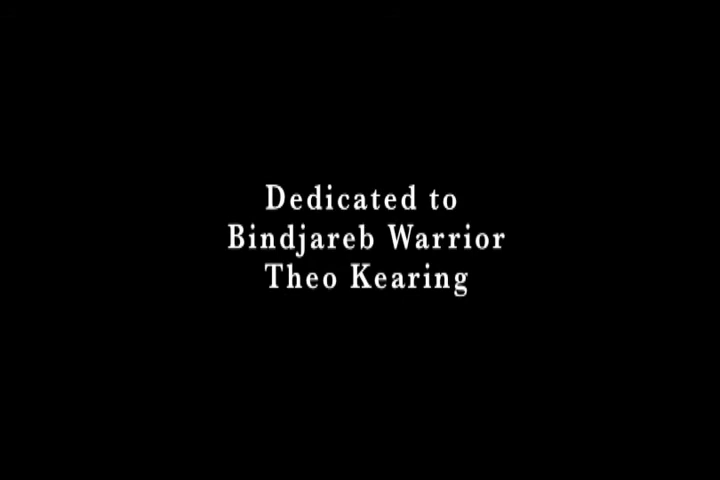 Dedicated to
Bindjareb Warrior
Theo Kearing